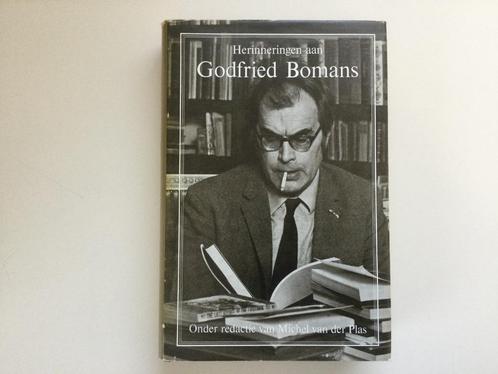 Herinneringen aan
Godfried Bomans
Onder redactie van Michel van der Plas